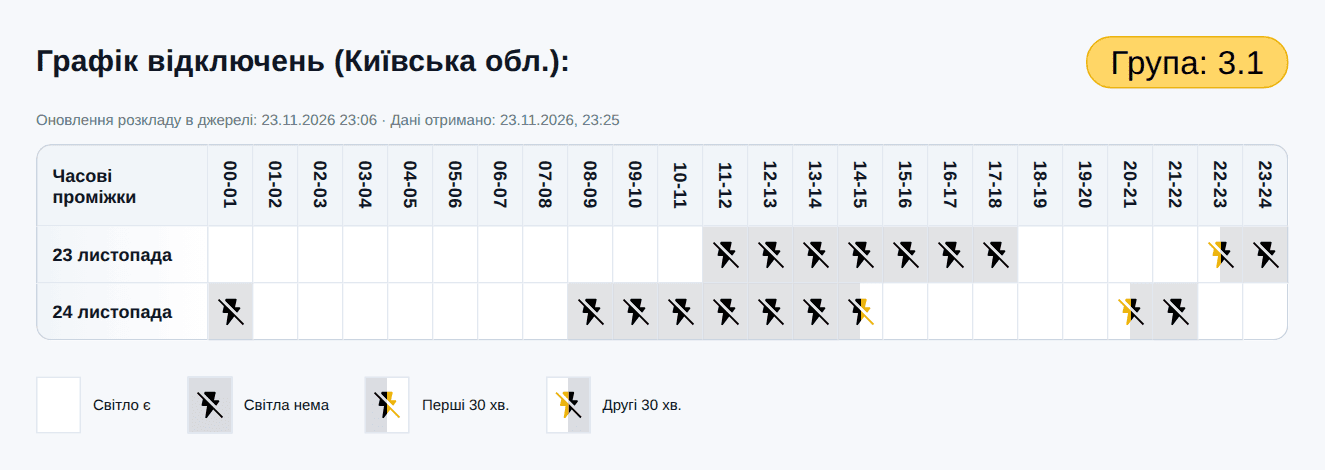 Графік відключень (Київська обл.):
Група: 3.1
Оновлення розкладу в джерелі: 23.11.2026 23:06 · Дані отримано: 23.11.2026, 23:25
Часові
проміжки
00-01
01-02
02-03
03-04
04-05
05-06
06-07
07-08
08-09
09-10
10-11
11-12
12-13
13-14
14-15
15-16
16-17
17-18
18-19
19-20
20-21
21-22
22-23
23-24
23 листопада
24 листопада
Світло є
Світла нема
Перші 30 хв.
Другі 30 хв.